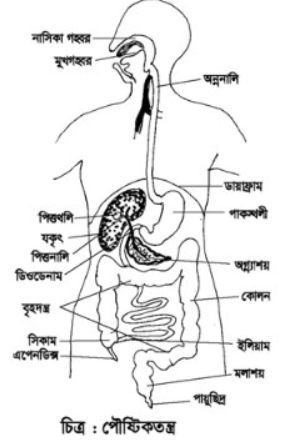 নাসিকা গহ্বর
মুখগহ্বর
অন্ননালি
ডায়াফ্রাম
পাকস্থলী
পিত্তথলি
যকৃৎ
পিত্তনালি
ডিওডেনাম
অগ্ন্যাশয়
কোলন
বৃহদন্ত্র
সিকাম
এপেনডিক্স
ইলিয়াম
মলাশয়
পায়ুছিদ্র
চিত্র : পৌষ্টিকতন্ত্র